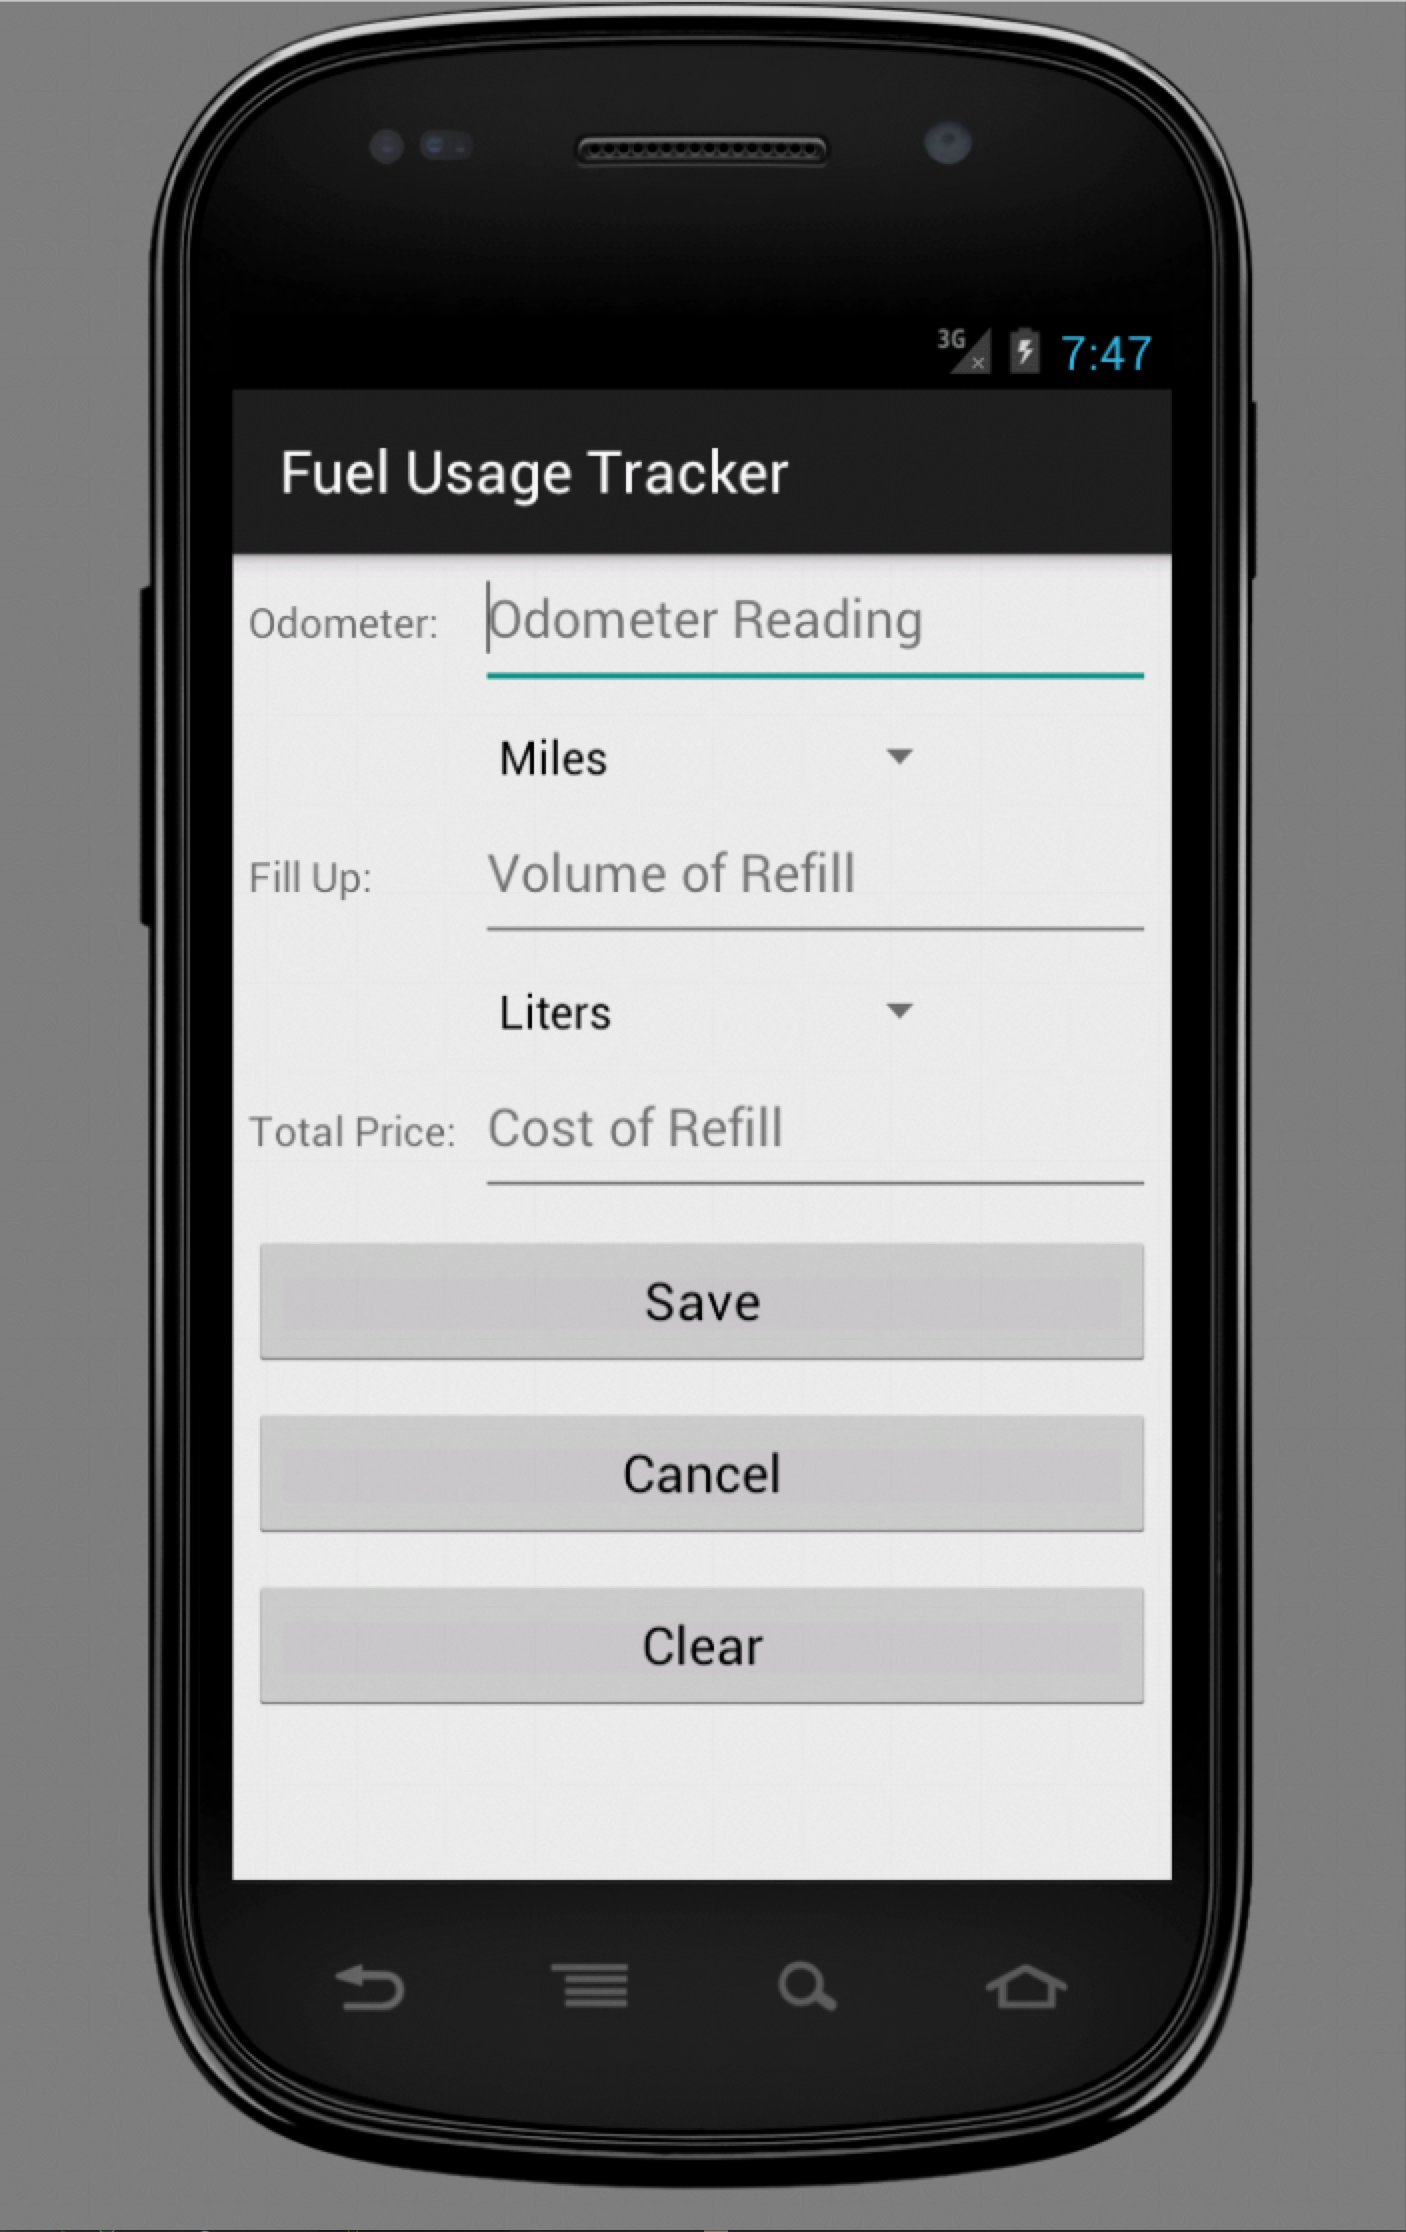 3G 7:47
Fuel Usage Tracker
Odometer: Odometer Reading
Miles
Fill Up: Volume of Refill
Liters
Total Price: Cost of Refill
Save
Cancel
Clear